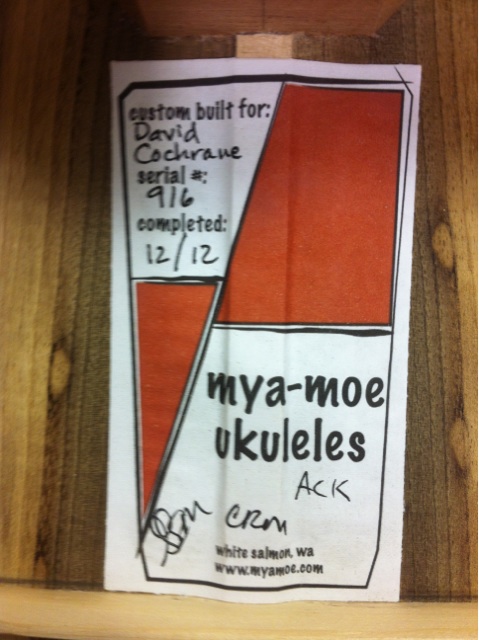 custom built for:
David
Cochrane
serial #:
916
completed:
12/12
mya-moe
ukuleles
ACK
CRM
white salmon, wa
www.myamoe.com